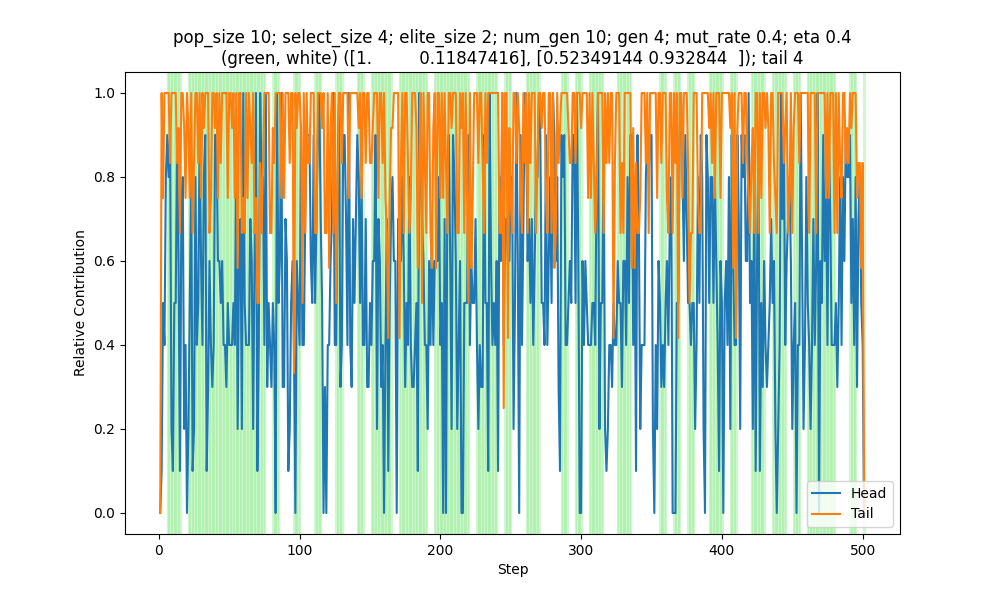 pop_size 10; select_size 4; elite_size 2; num_gen 10; gen 4; mut_rate 0.4; eta 0.4
(green, white) ([1.         0.11847416], [0.52349144 0.932844  ]); tail 4
1.0
0.8
0.6
0.4
0.2
0.0
Relative Contribution
Head
Tail
0
100
200
300
400
500
Step